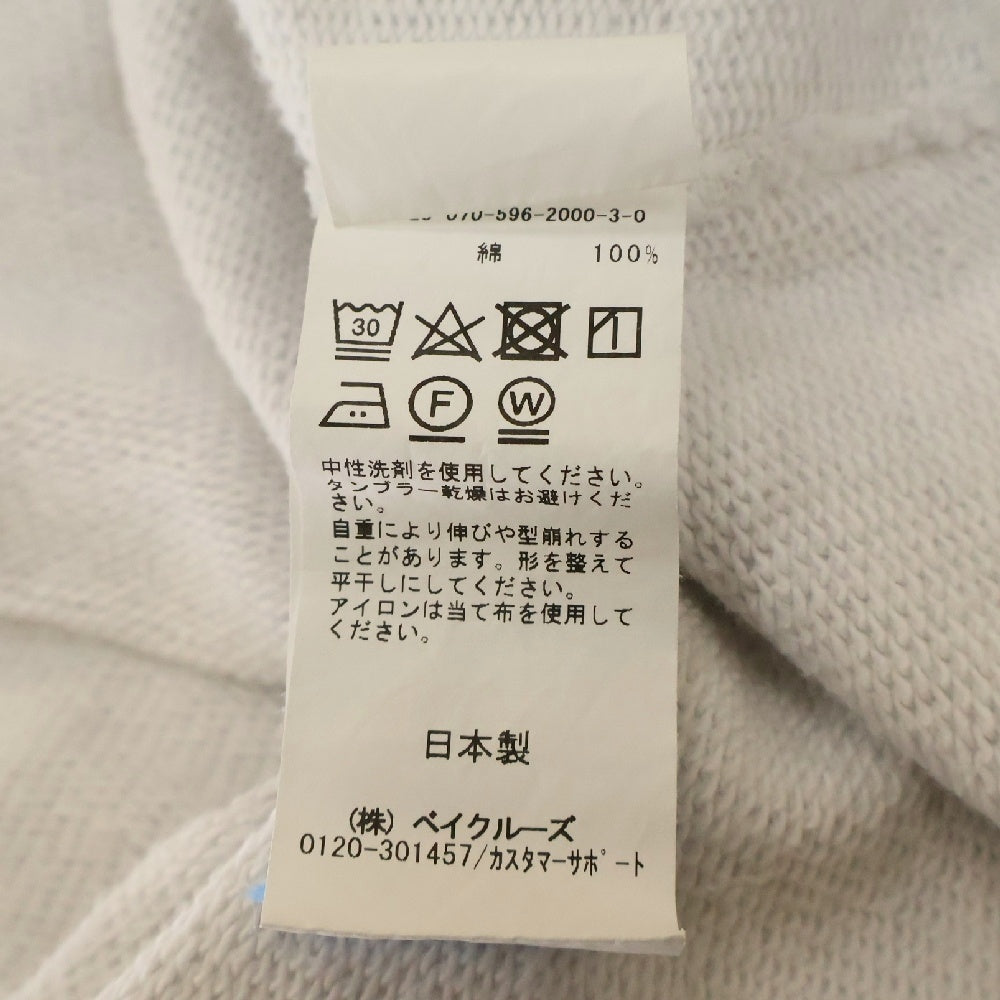 070-596-2000-3-0
綿 100%
30
F W
中性洗剤を使用してください。
タンブラー乾燥はお避けくだ
さい。
自重により伸びや型崩れする
ことがあります。形を整えて
平干しにしてください。
アイロンは当て布を使用して
ください。
日本製
(株) ベイクルーズ
0120-301457/カスタマーサポート